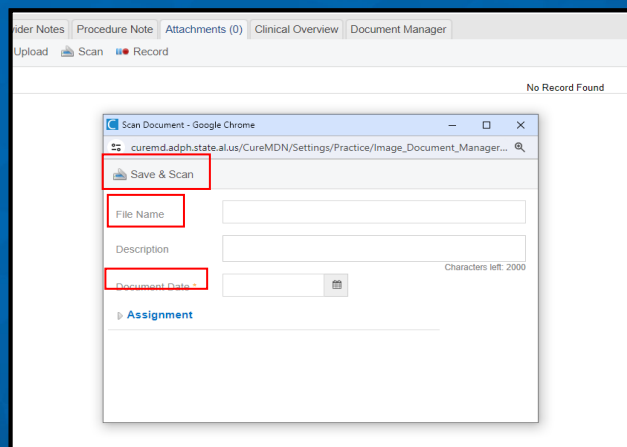 vider Notes Procedure Note Attachments (0) Clinical Overview Document Manager
Upload Scan Record
No Record Found
Scan Document - Google Chrome
curemd.adph.state.al.us/CureMDN/Settings/Practice/Image_Document_Manager...
Save & Scan
File Name
Description
Characters left: 2000
Document Date *
Assignment